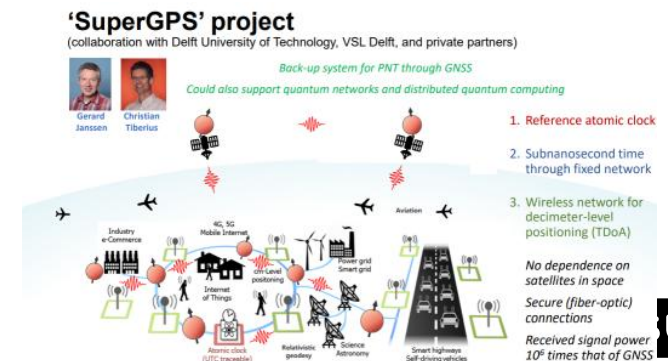 ‘SuperGPS’ project
(collaboration with Delft University of Technology, VSL Delft, and private partners)
Back-up system for PNT through GNSS
Could also support quantum networks and distributed quantum computing
Gerard
Janssen
Christian
Tiberius
1. Reference atomic clock
2. Subnanosecond time
through fixed network
3. Wireless network for
decimeter-level
positioning (TDoA)
No dependence on
satellites in space
Secure (fiber-optic)
connections
Received signal power
10⁶ times that of GNSS
Industry
e-Commerce
4G, 5G
Mobile Internet
Aviation
Internet
of Things
cm-Level
positioning
Power grid
Smart grid
Atomic clock
(UTC traceable)
Relativistic
geodesy
Science
Astronomy
Smart highways
Self-driving vehicles